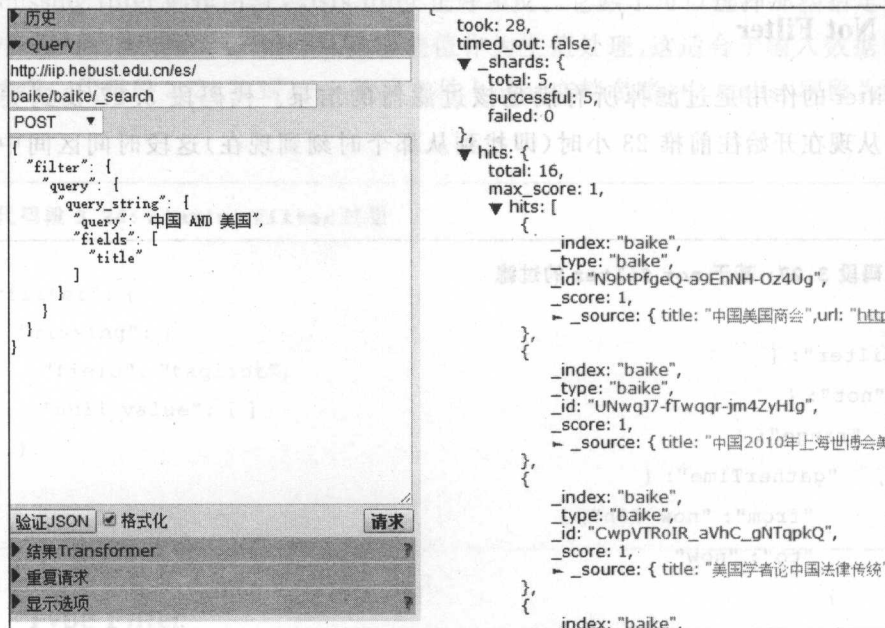 历史
Query
http://iip.hebust.edu.cn/es/
baike/baike/_search
POST
{
"filter": {
"query": {
"query_string": {
"query": "中国 AND 美国",
"fields": [
"title"
]
}
}
}
}
验证JSON 格式化 请求
结果Transformer ?
重复请求
显示选项 ?
{
took: 28,
timed_out: false,
_shards: {
total: 5,
successful: 5,
failed: 0
},
hits: {
total: 16,
max_score: 1,
hits: [
{
_index: "baike",
_type: "baike",
_id: "N9btPfgeQ-a9EnNH-Oz4Ug",
_score: 1,
_source: { title: "中国美国商会",url: "http
},
{
_index: "baike",
_type: "baike",
_id: "UNwqJ7-fTwqqr-jm4ZyHIg",
_score: 1,
_source: { title: "中国2010年上海世博会美
},
{
_index: "baike",
_type: "baike",
_id: "CwpVTRoIR_aVhC_gNTqpkQ",
_score: 1,
_source: { title: "美国学者论中国法律传统"
},
{
_index: "baike",